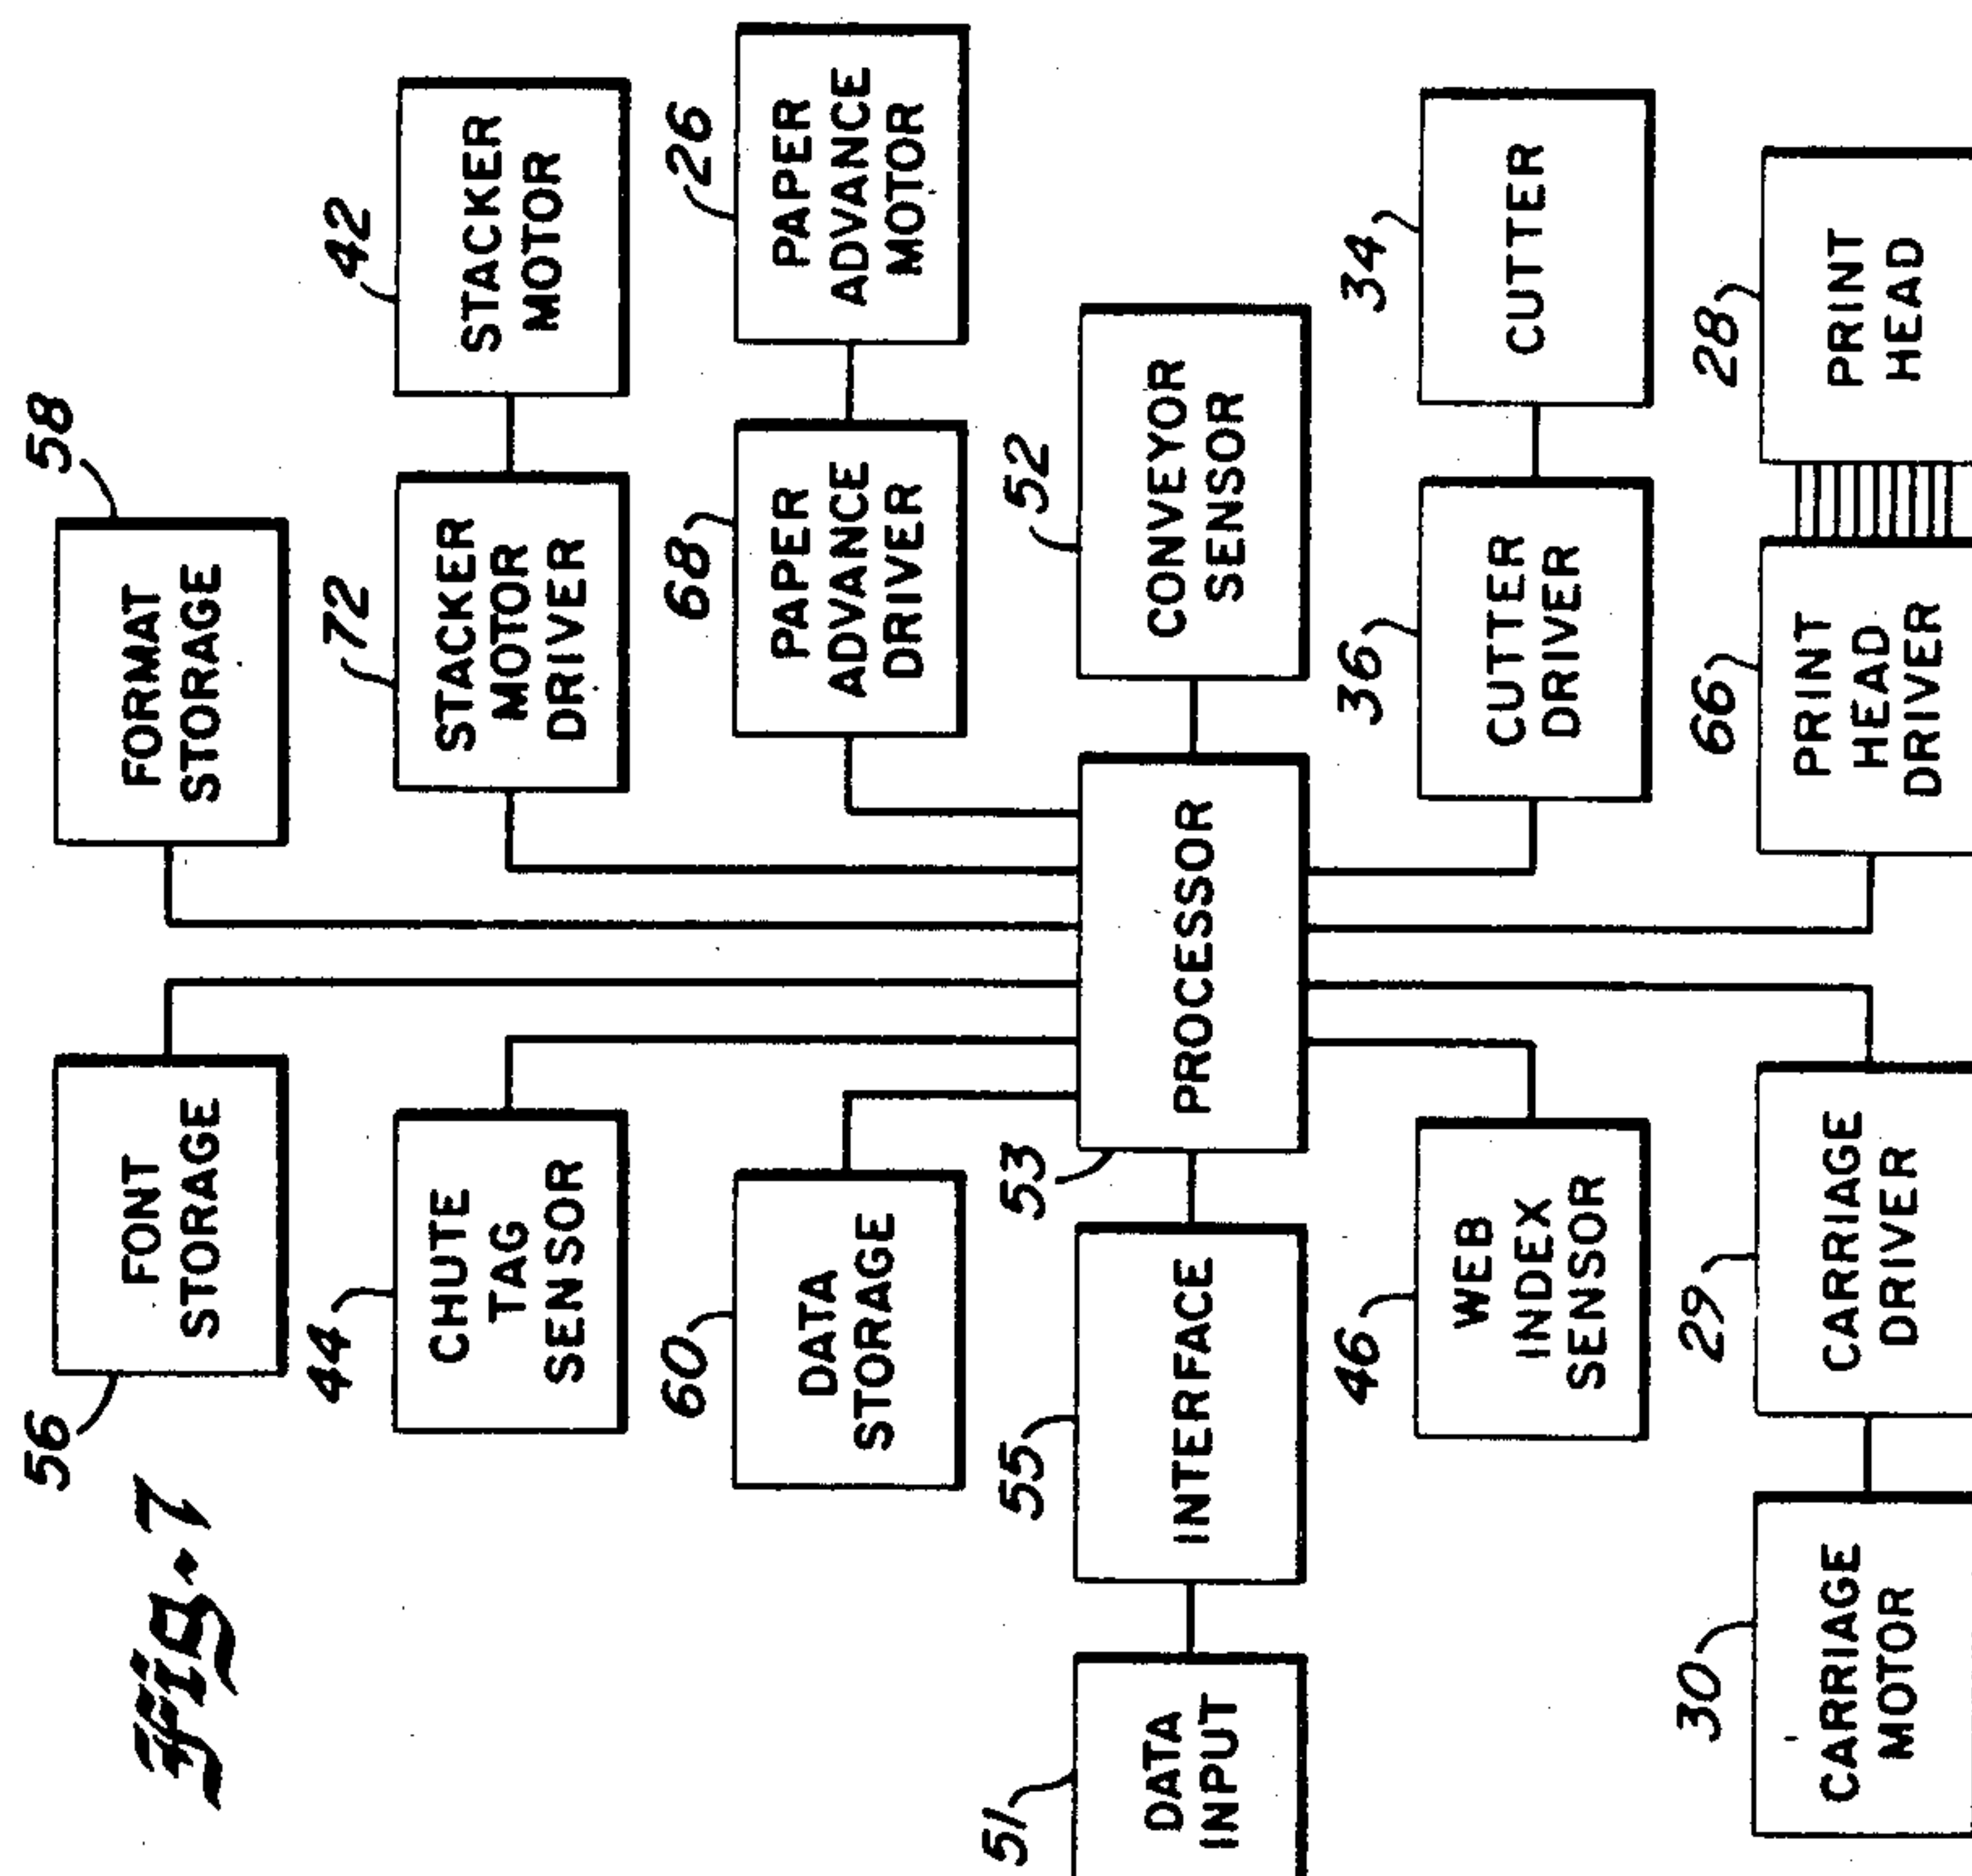 Fig-7
56
FONT
STORAGE
58
FORMAT
STORAGE
44
CHUTE
TAG
SENSOR
72
STACKER
MOTOR
DRIVER
42
STACKER
MOTOR
60
DATA
STORAGE
68
PAPER
ADVANCE
DRIVER
26
PAPER
ADVANCE
MOTOR
51
DATA
INPUT
55
INTERFACE
53
PROCESSOR
52
CONVEYOR
SENSOR
46
WEB
INDEX
SENSOR
36
CUTTER
DRIVER
34
CUTTER
30
CARRIAGE
MOTOR
29
CARRIAGE
DRIVER
66
PRINT
HEAD
DRIVER
28
PRINT
HEAD